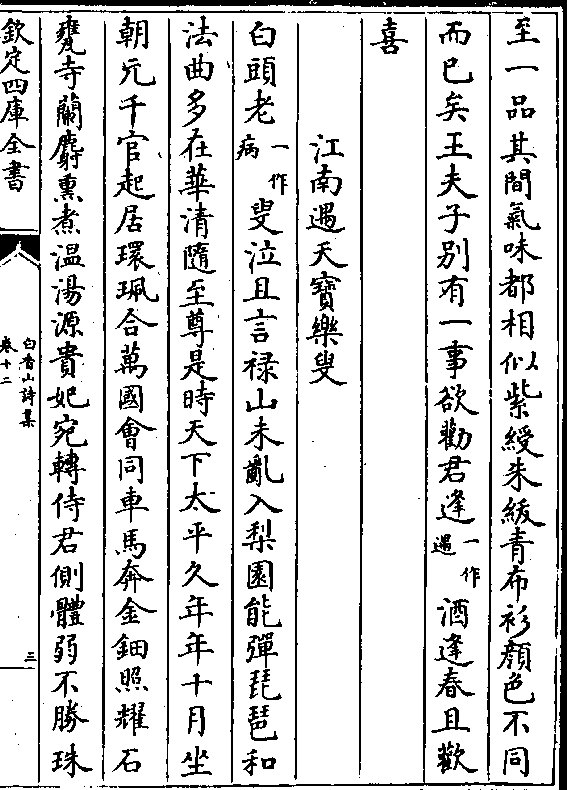 至一品其間氣味都相似紫綬朱紱青布衫顔色不同
而已矣王夫子别有一事欲勸君逢一作遇酒逢春且歡
喜
江南遇天寶樂叟
白頭老一作病叟泣且言禄山未亂入梨園能彈琵琶和
法曲多在華清隨至尊是時天下太平久年年十月坐
朝元千官起居環珮合萬國會同車馬奔金鈿照耀石
甕寺蘭麝熏煮温湯源貴妃宛轉侍君側體弱不勝珠
欽定四庫全書
白香山詩集
卷十二
三